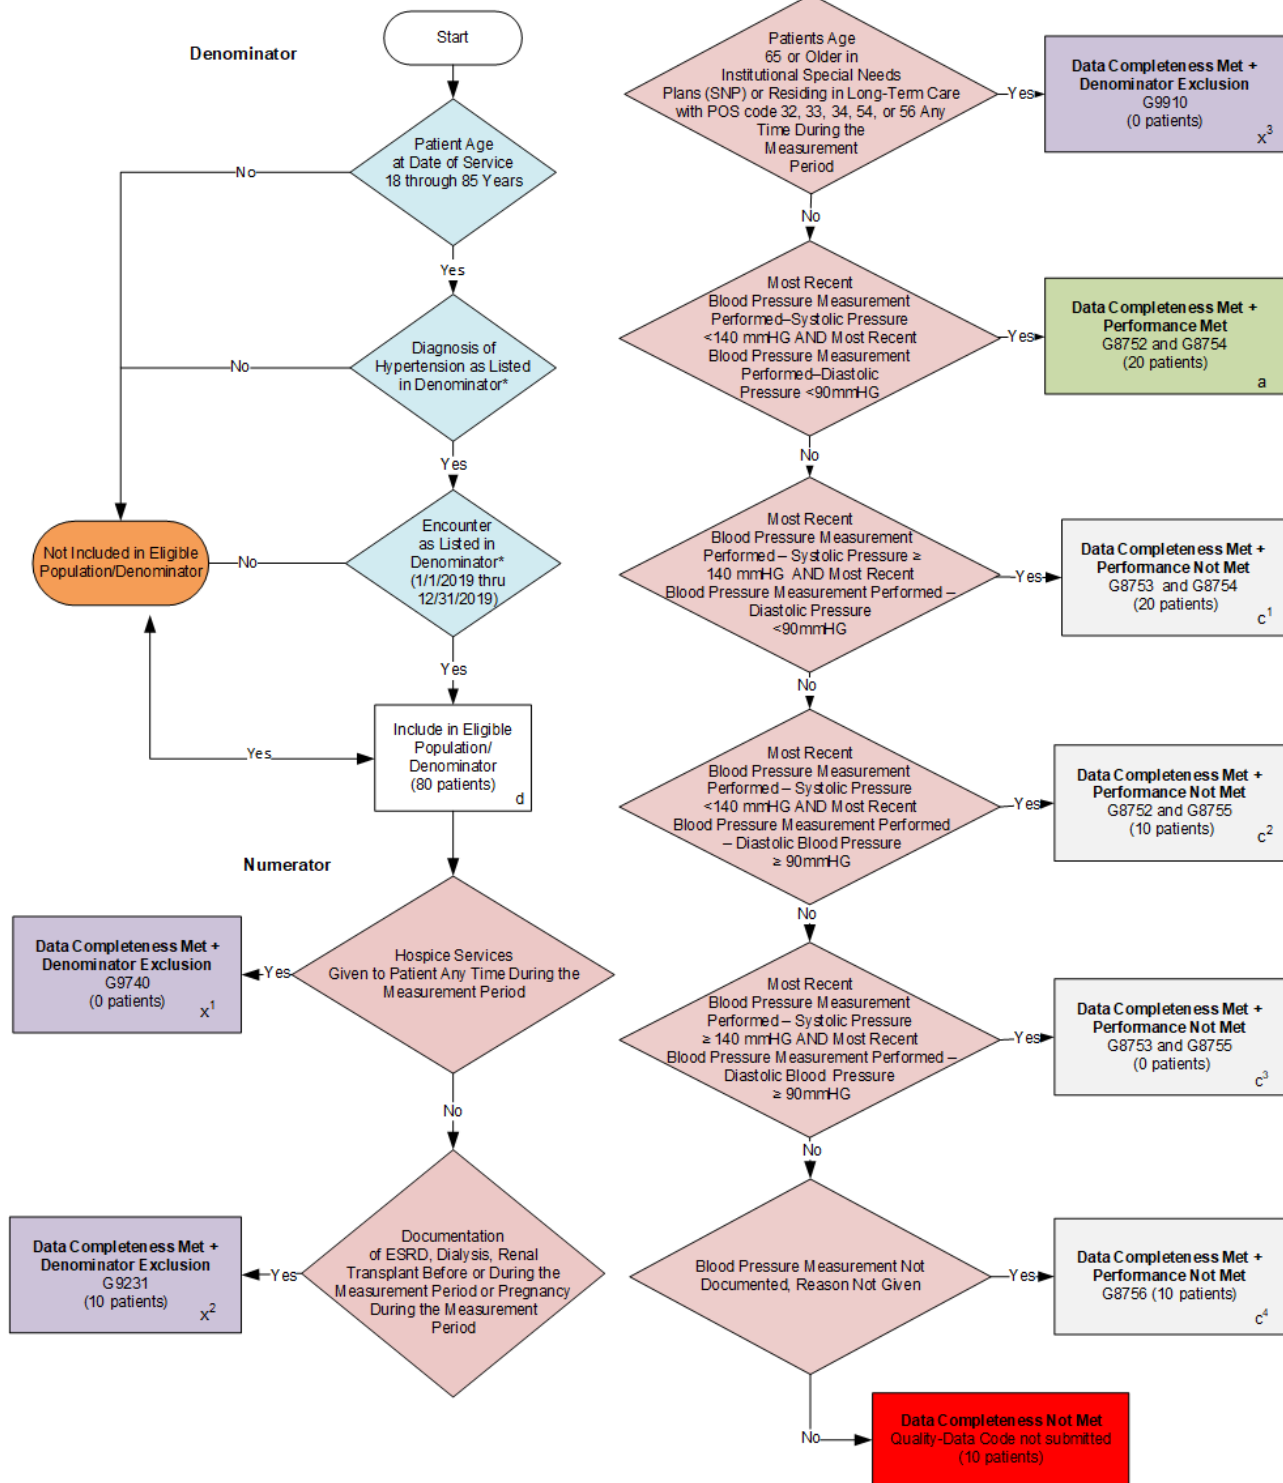 Denominator
Start
Patient Age
at Date of Service
18 through 85 Years
No
Yes
Diagnosis of
Hypertension as Listed
in Denominator*
No
Yes
Encounter
as Listed in
Denominator*
(1/1/2019 thru
12/31/2019)
No
Not Included in Eligible
Population/Denominator
Yes
Include in Eligible
Population/
Denominator
(80 patients)
d
Yes
Numerator
Hospice Services
Given to Patient Any Time During the
Measurement Period
Yes
Data Completeness Met +
Denominator Exclusion
G9740
(0 patients)
x¹
No
Documentation
of ESRD, Dialysis, Renal
Transplant Before or During the
Measurement Period or Pregnancy
During the Measurement
Period
Yes
Data Completeness Met +
Denominator Exclusion
G9231
(10 patients)
x²
Patients Age
65 or Older in
Institutional Special Needs
Plans (SNP) or Residing in Long-Term Care
with POS code 32, 33, 34, 54, or 56 Any
Time During the
Measurement
Period
Yes
Data Completeness Met +
Denominator Exclusion
G9910
(0 patients)
x³
No
Most Recent
Blood Pressure Measurement
Performed–Systolic Pressure
<140 mmHG AND Most Recent
Blood Pressure Measurement
Performed–Diastolic
Pressure <90mmHG
Yes
Data Completeness Met +
Performance Met
G8752 and G8754
(20 patients)
a
No
Most Recent
Blood Pressure Measurement
Performed – Systolic Pressure ≥
140 mmHG AND Most Recent
Blood Pressure Measurement Performed –
Diastolic Pressure
<90mmHG
Yes
Data Completeness Met +
Performance Not Met
G8753 and G8754
(20 patients)
c¹
No
Most Recent
Blood Pressure Measurement
Performed – Systolic Pressure
<140 mmHG AND Most Recent
Blood Pressure Measurement Performed
– Diastolic Blood Pressure
≥ 90mmHG
Yes
Data Completeness Met +
Performance Not Met
G8752 and G8755
(10 patients)
c²
No
Most Recent
Blood Pressure Measurement
Performed – Systolic Pressure
≥ 140 mmHG AND Most Recent
Blood Pressure Measurement Performed –
Diastolic Blood Pressure
≥ 90mmHG
Yes
Data Completeness Met +
Performance Not Met
G8753 and G8755
(0 patients)
c³
No
Blood Pressure Measurement Not
Documented, Reason Not Given
Yes
Data Completeness Met +
Performance Not Met
G8756 (10 patients)
c⁴
No
Data Completeness Not Met
Quality-Data Code not submitted
(10 patients)